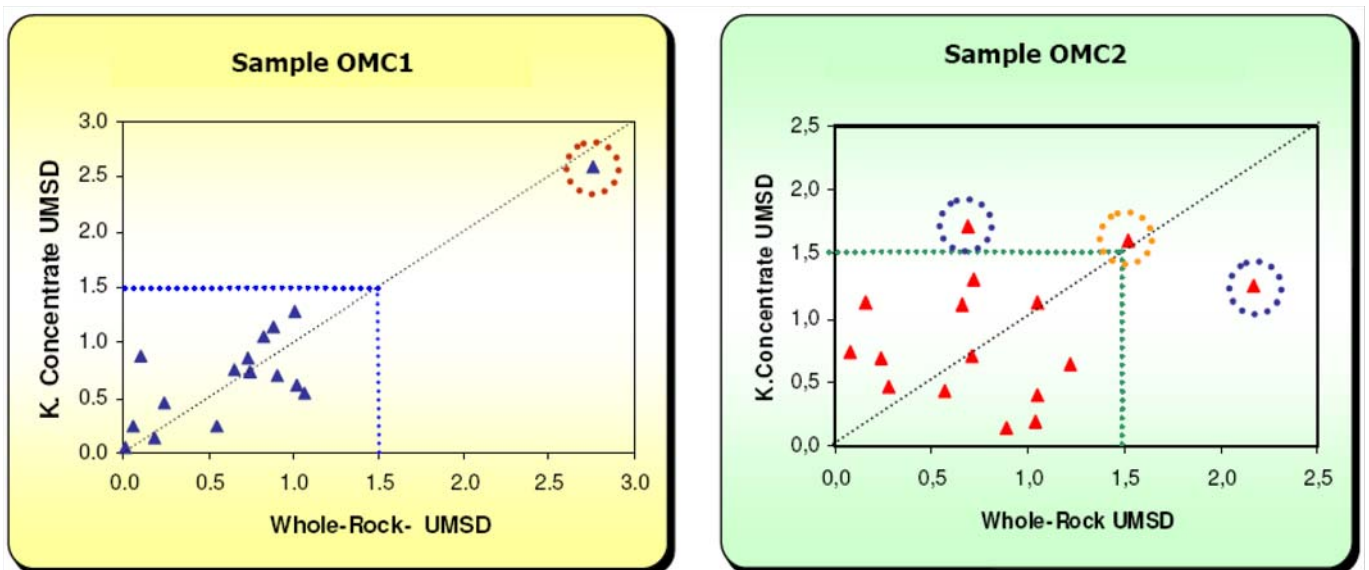 Sample OMC1
3.0
2.5
2.0
1.5
1.0
0.5
0.0
K. Concentrate UMSD
0.0 0.5 1.0 1.5 2.0 2.5 3.0
Whole-Rock- UMSD
Sample OMC2
2,5
2,0
1,5
1,0
0,5
0,0
K.Concentrate UMSD
0,0 0,5 1,0 1,5 2,0 2,5
Whole-Rock UMSD